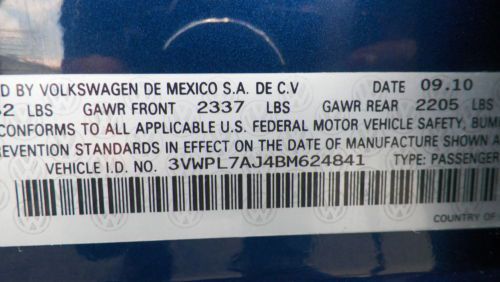 D BY VOLKSWAGEN DE MEXICO S.A. DE C.V DATE 09.10
LBS GAWR FRONT 2337 LBS GAWR REAR 2205 LBS
CONFORMS TO ALL APPLICABLE U.S. FEDERAL MOTOR VEHICLE SAFETY, BUM
REVENTION STANDARDS IN EFFECT ON THE DATE OF MANUFACTURE SHOWN A
VEHICLE I.D. NO. 3VWPL7AJ4BM624841 TYPE: PASSENGER
COUNTRY OF